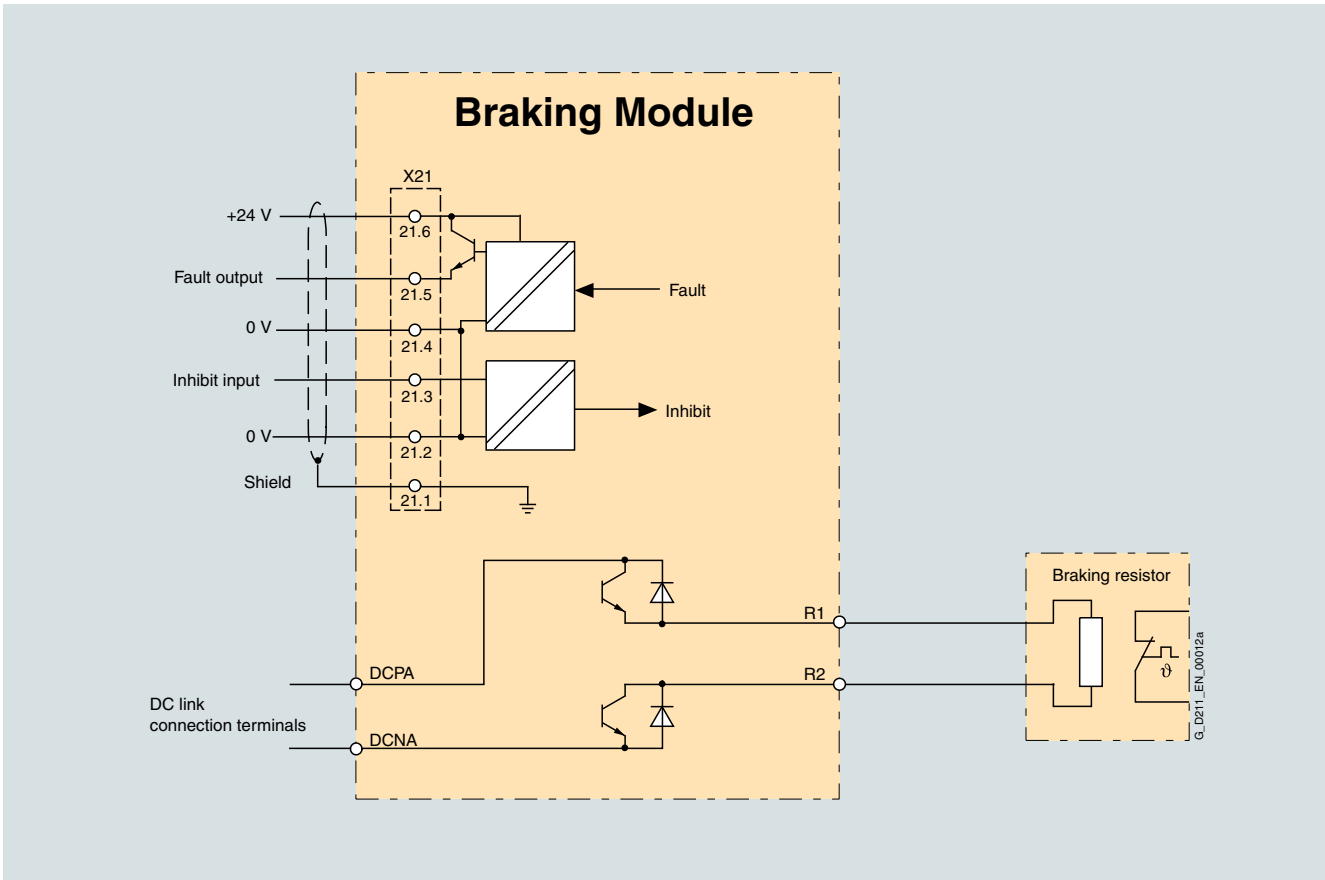 Braking Module
X21
+24 V
21.6
Fault output
21.5
Fault
0 V
21.4
Inhibit input
21.3
Inhibit
0 V
21.2
Shield
21.1
Braking resistor
R1
DCPA
R2
ϑ
DC link
connection terminals
DCNA
G_D211_EN_00012a